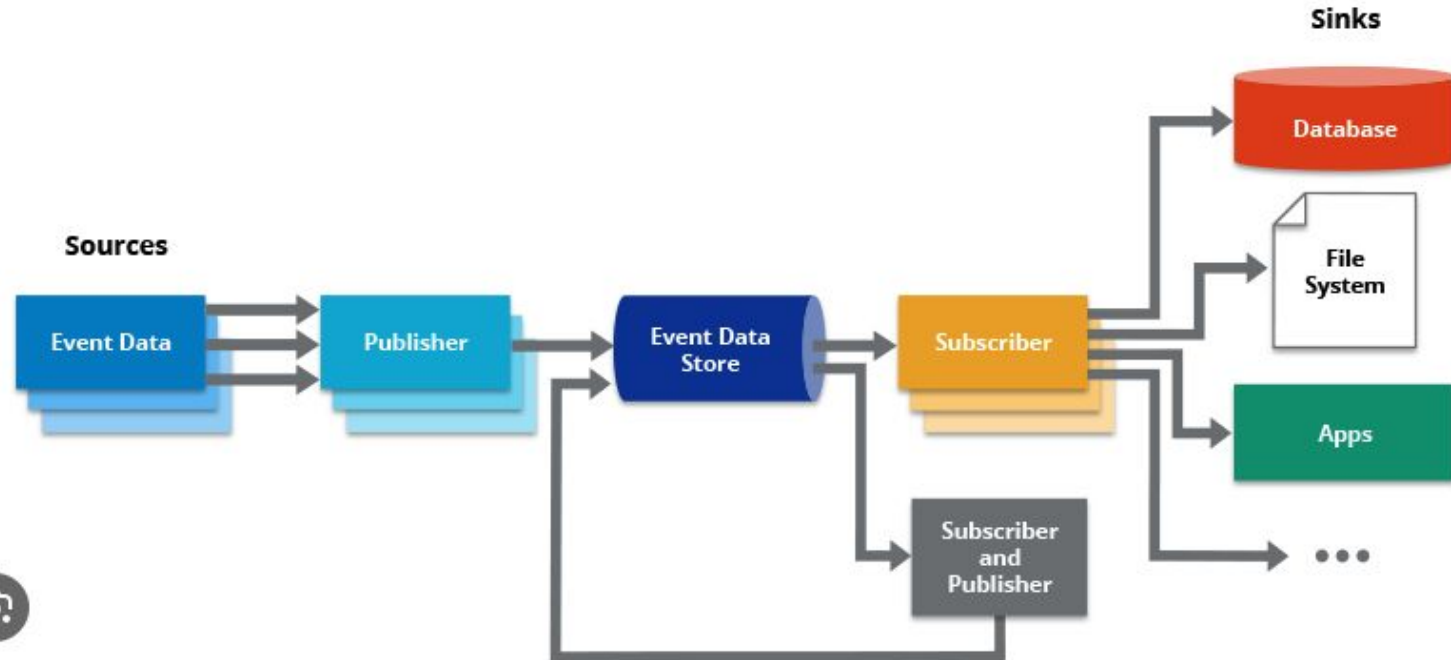 Sinks
Database
File
System
Sources
Event Data
Publisher
Event Data
Store
Subscriber
Apps
Subscriber
and
Publisher
•••